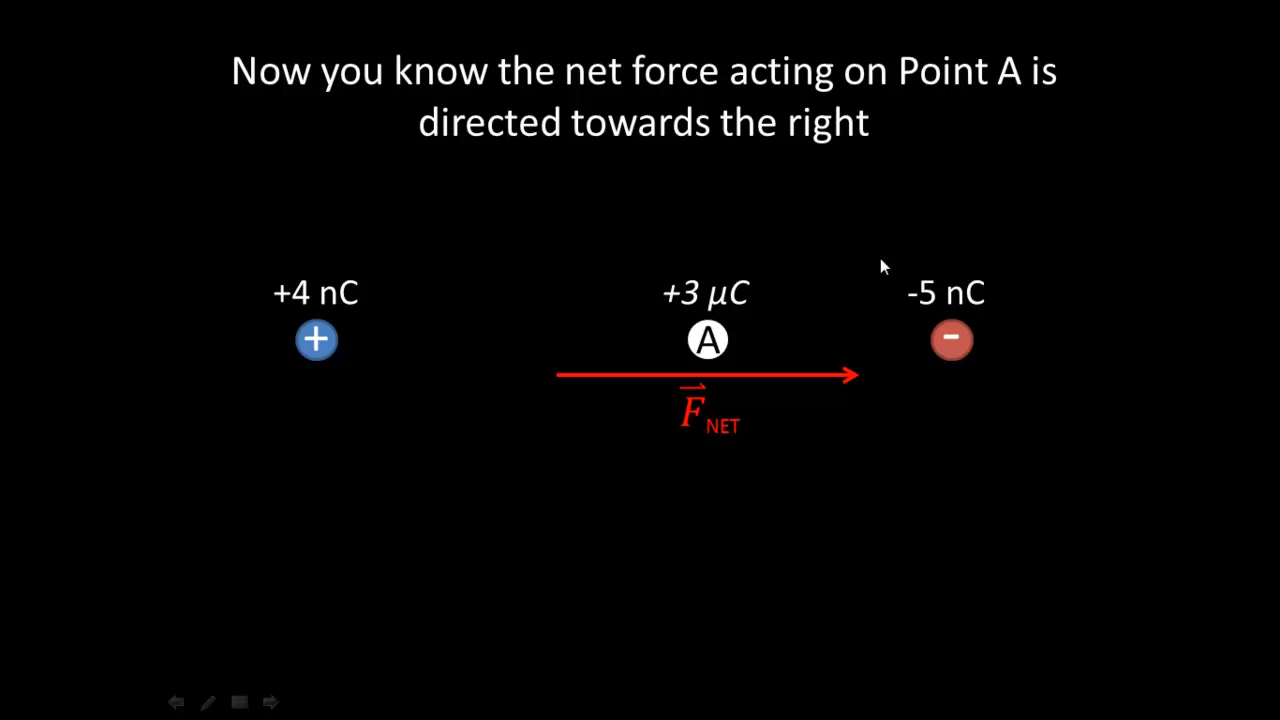 Now you know the net force acting on Point A is
directed towards the right
+4 nC
+3 μC
-5 nC
+
A
-
F NET